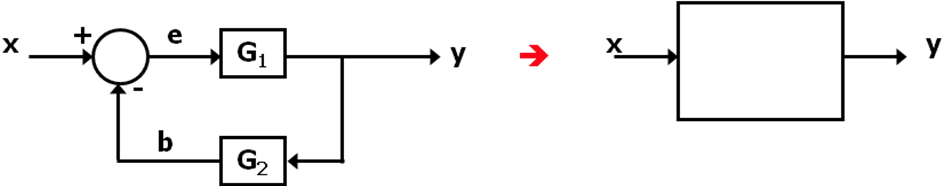 x + e G₁ y ➔ x y
-
b G₂